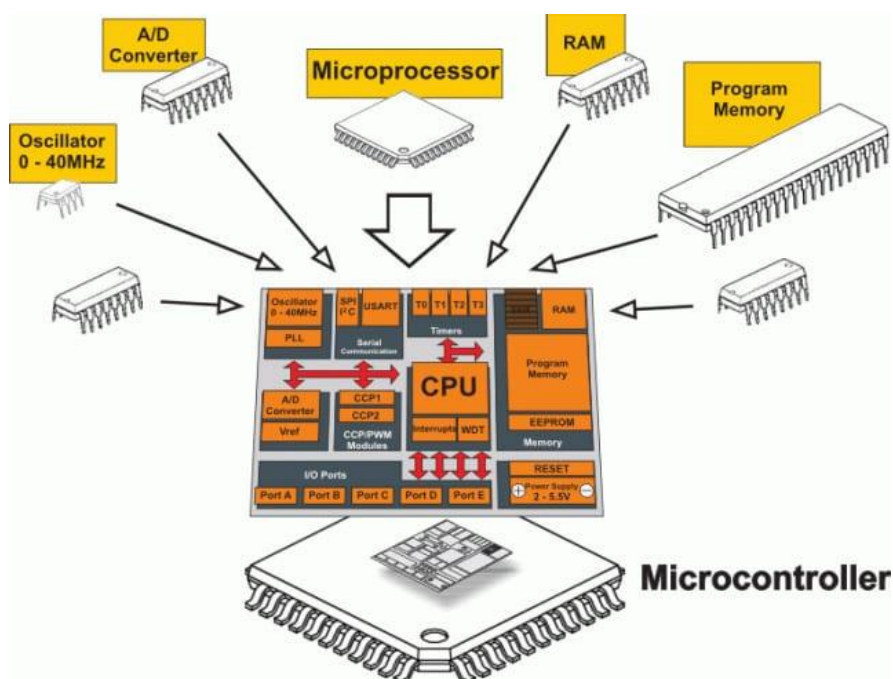 A/D
Converter
Microprocessor
RAM
Program
Memory
Oscillator
0 - 40MHz
Oscillator
0 - 40MHz
PLL
SPI
I²C
USART
Serial
Communication
T0 T1 T2 T3
Timers
RAM
Program
Memory
EEPROM
Memory
CPU
Interrupts WDT
A/D
Converter
Vref
CCP1
CCP2
CCP/PWM
Modules
I/O Ports
Port A Port B Port C Port D Port E
RESET
Power Supply
2 - 5.5V
Microcontroller